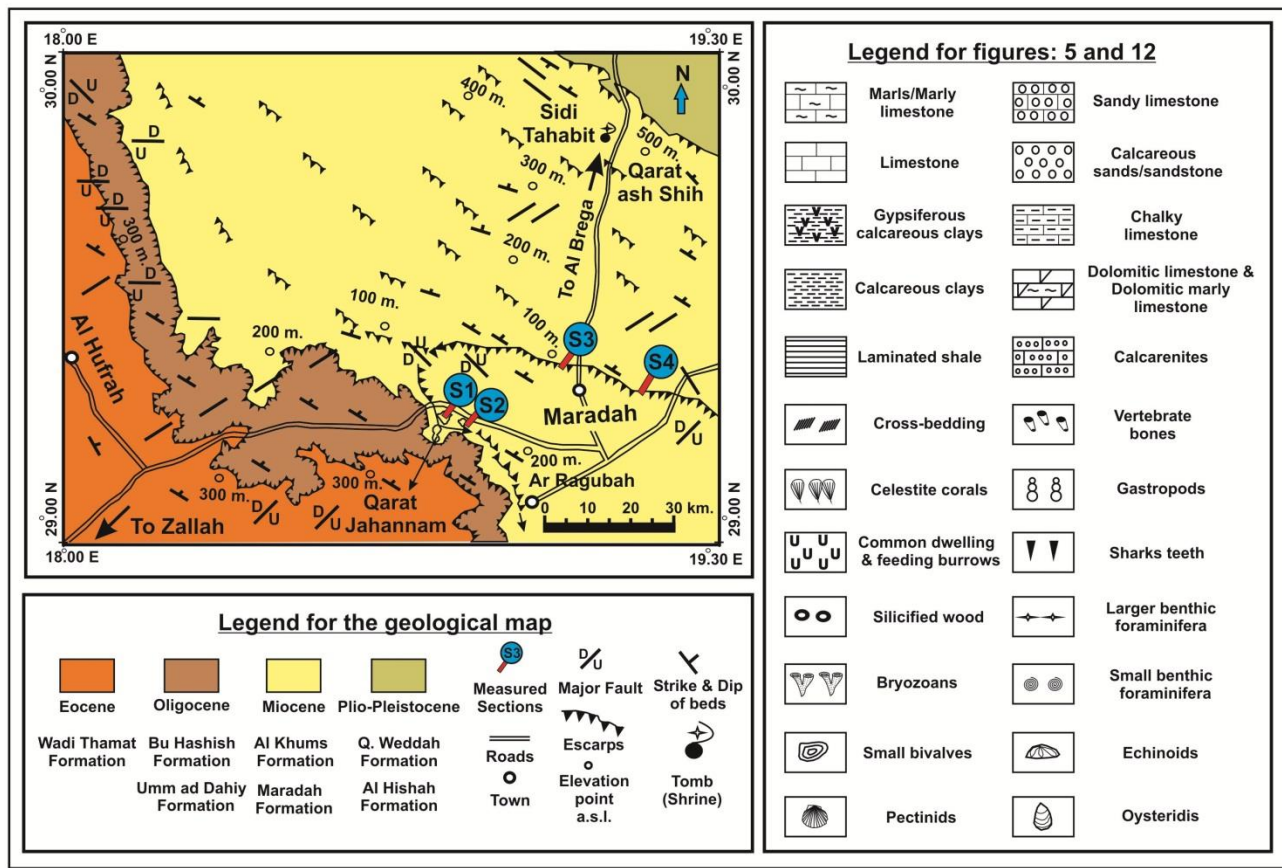 18.00 E
19.30 E
30.00 N
30.00 N
N
400 m.
Sidi
Tahabit
500 m.
300 m.
Qarat
ash Shih
200 m.
To Al Brega
300 m.
100 m.
100 m.
200 m.
D
U
D
U
D
U
D
U
D
U
D
U
D
U
D
U
S3
S4
S1
S2
Al Hufrah
Maradah
D
U
200 m.
Ar Ragubah
300 m.
300 m.
D
U
D
U
Qarat
Jahannam
0 10 20 30 km.
To Zallah
29.00 N
29.00 N
18.00 E
19.30 E
Legend for the geological map
Eocene
Oligocene
Miocene
Plio-Pleistocene
Wadi Thamat
Formation
Bu Hashish
Formation
Umm ad Dahiy
Formation
Al Khums
Formation
Maradah
Formation
Q. Weddah
Formation
Al Hishah
Formation
S3
Measured
Sections
Roads
Town
D
U
Major Fault
Escarps
Elevation
point
a.s.l.
Strike & Dip
of beds
Tomb
(Shrine)
Legend for figures: 5 and 12
Marls/Marly
limestone
Limestone
Gypsiferous
calcareous clays
Calcareous clays
Laminated shale
Cross-bedding
Celestite corals
Common dwelling
& feeding burrows
Silicified wood
Bryozoans
Small bivalves
Pectinids
Sandy limestone
Calcareous
sands/sandstone
Chalky
limestone
Dolomitic limestone &
Dolomitic marly
limestone
Calcarenites
Vertebrate
bones
Gastropods
Sharks teeth
Larger benthic
foraminifera
Small benthic
foraminifera
Echinoids
Oysteridis